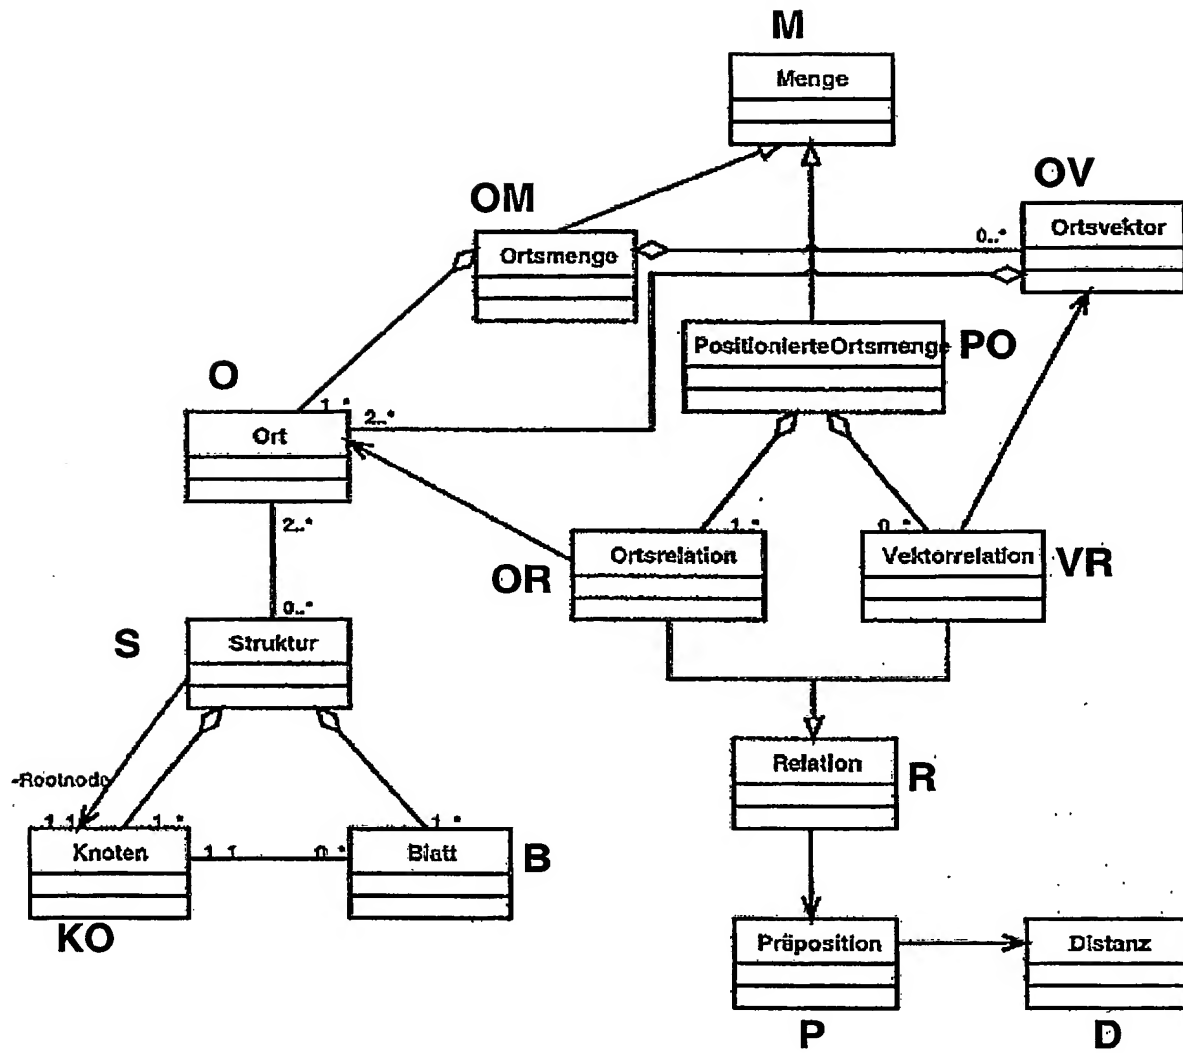 M
Menge
OM
OV
Ortsmenge
0..*
Ortsvektor
PositionierteOrtsmenge
PO
O
1..*
2..*
Ort
2..*
1..*
0..*
Ortsrelation
Vektorrelation
OR
VR
0..*
S
Struktur
Relation
R
-Rootnode
1..1
1..*
1..*
Knoten
1..1
0..*
Blatt
B
KO
Präposition
Distanz
P
D